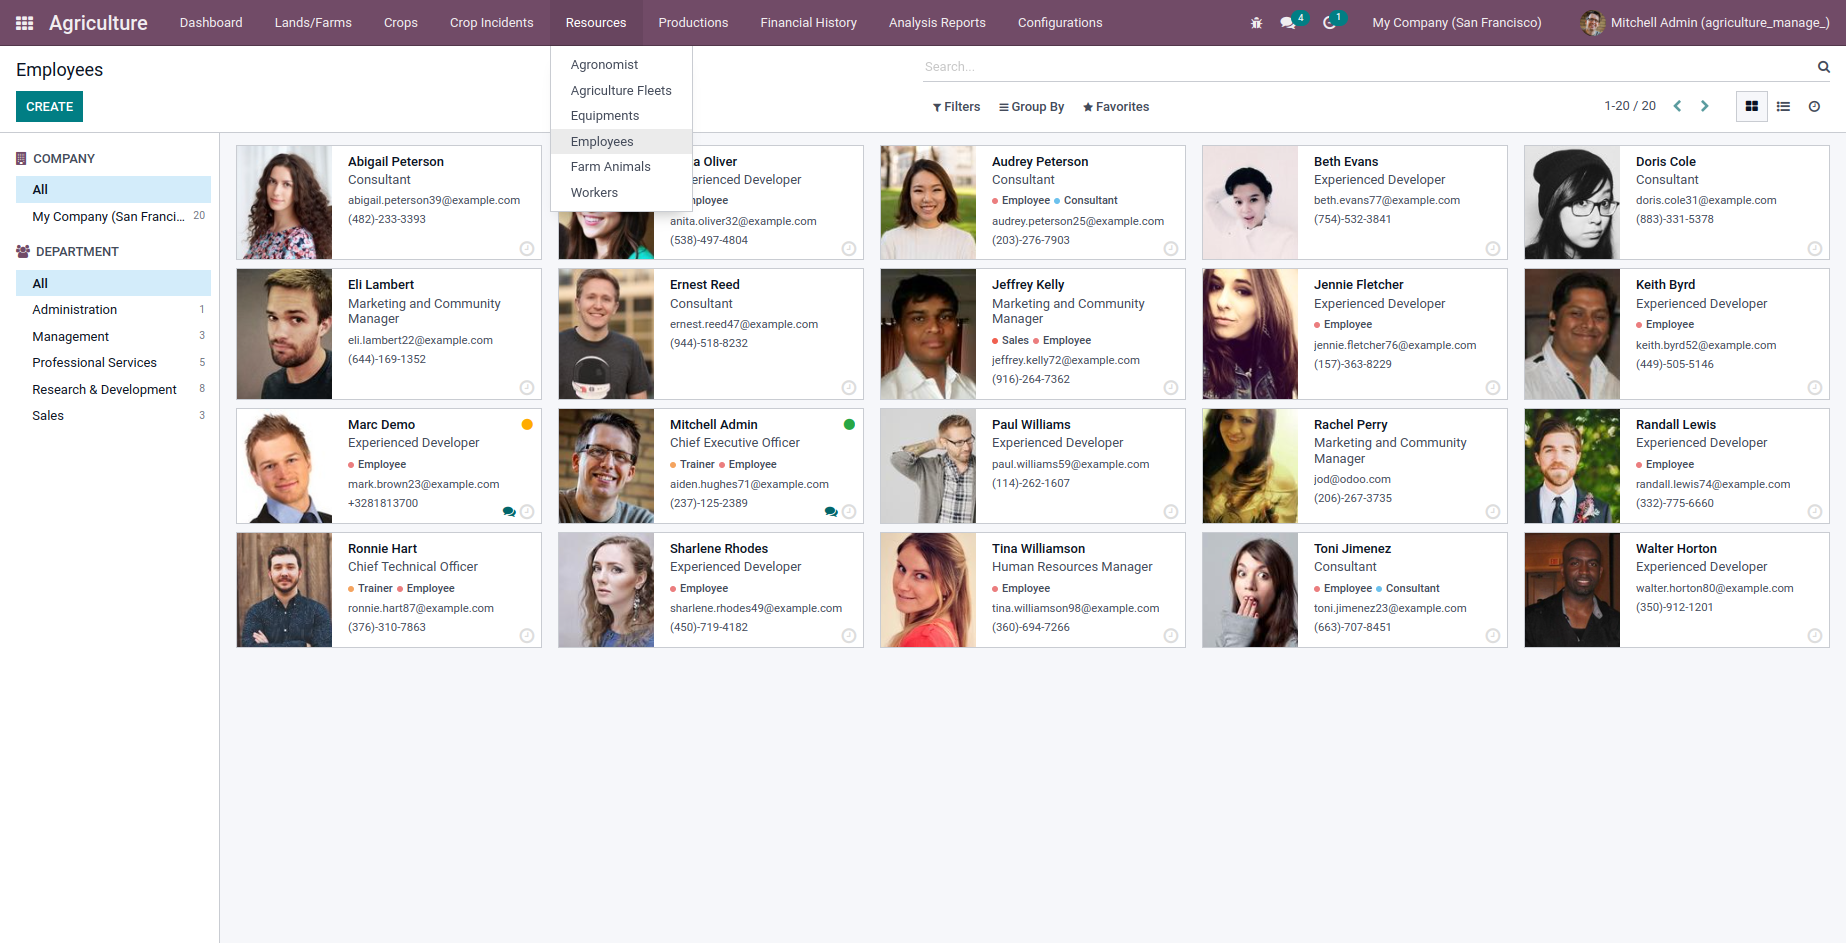 Agriculture
Dashboard
Lands/Farms
Crops
Crop Incidents
Resources
Productions
Financial History
Analysis Reports
Configurations
4
1
My Company (San Francisco)
Mitchell Admin (agriculture_manage_)
Employees
CREATE
Agronomist
Agriculture Fleets
Equipments
Employees
Farm Animals
Workers
Search...
Filters
Group By
Favorites
1-20 / 20
COMPANY
All
My Company (San Franci... 20
DEPARTMENT
All
Administration 1
Management 3
Professional Services 5
Research & Development 8
Sales 3
Abigail Peterson
Consultant
abigail.peterson39@example.com
(482)-233-3393
a Oliver
erienced Developer
mployee
anita.oliver32@example.com
(538)-497-4804
Audrey Peterson
Consultant
Employee Consultant
audrey.peterson25@example.com
(203)-276-7903
Beth Evans
Experienced Developer
beth.evans77@example.com
(754)-532-3841
Doris Cole
Consultant
doris.cole31@example.com
(883)-331-5378
Eli Lambert
Marketing and Community
Manager
eli.lambert22@example.com
(644)-169-1352
Ernest Reed
Consultant
ernest.reed47@example.com
(944)-518-8232
Jeffrey Kelly
Marketing and Community
Manager
Sales Employee
jeffrey.kelly72@example.com
(916)-264-7362
Jennie Fletcher
Experienced Developer
Employee
jennie.fletcher76@example.com
(157)-363-8229
Keith Byrd
Experienced Developer
Employee
keith.byrd52@example.com
(449)-505-5146
Marc Demo
Experienced Developer
Employee
mark.brown23@example.com
+3281813700
Mitchell Admin
Chief Executive Officer
Trainer Employee
aiden.hughes71@example.com
(237)-125-2389
Paul Williams
Experienced Developer
paul.williams59@example.com
(114)-262-1607
Rachel Perry
Marketing and Community
Manager
jod@odoo.com
(206)-267-3735
Randall Lewis
Experienced Developer
Employee
randall.lewis74@example.com
(332)-775-6660
Ronnie Hart
Chief Technical Officer
Trainer Employee
ronnie.hart87@example.com
(376)-310-7863
Sharlene Rhodes
Experienced Developer
Employee
sharlene.rhodes49@example.com
(450)-719-4182
Tina Williamson
Human Resources Manager
Employee
tina.williamson98@example.com
(360)-694-7266
Toni Jimenez
Consultant
Employee Consultant
toni.jimenez23@example.com
(663)-707-8451
Walter Horton
Experienced Developer
walter.horton80@example.com
(350)-912-1201